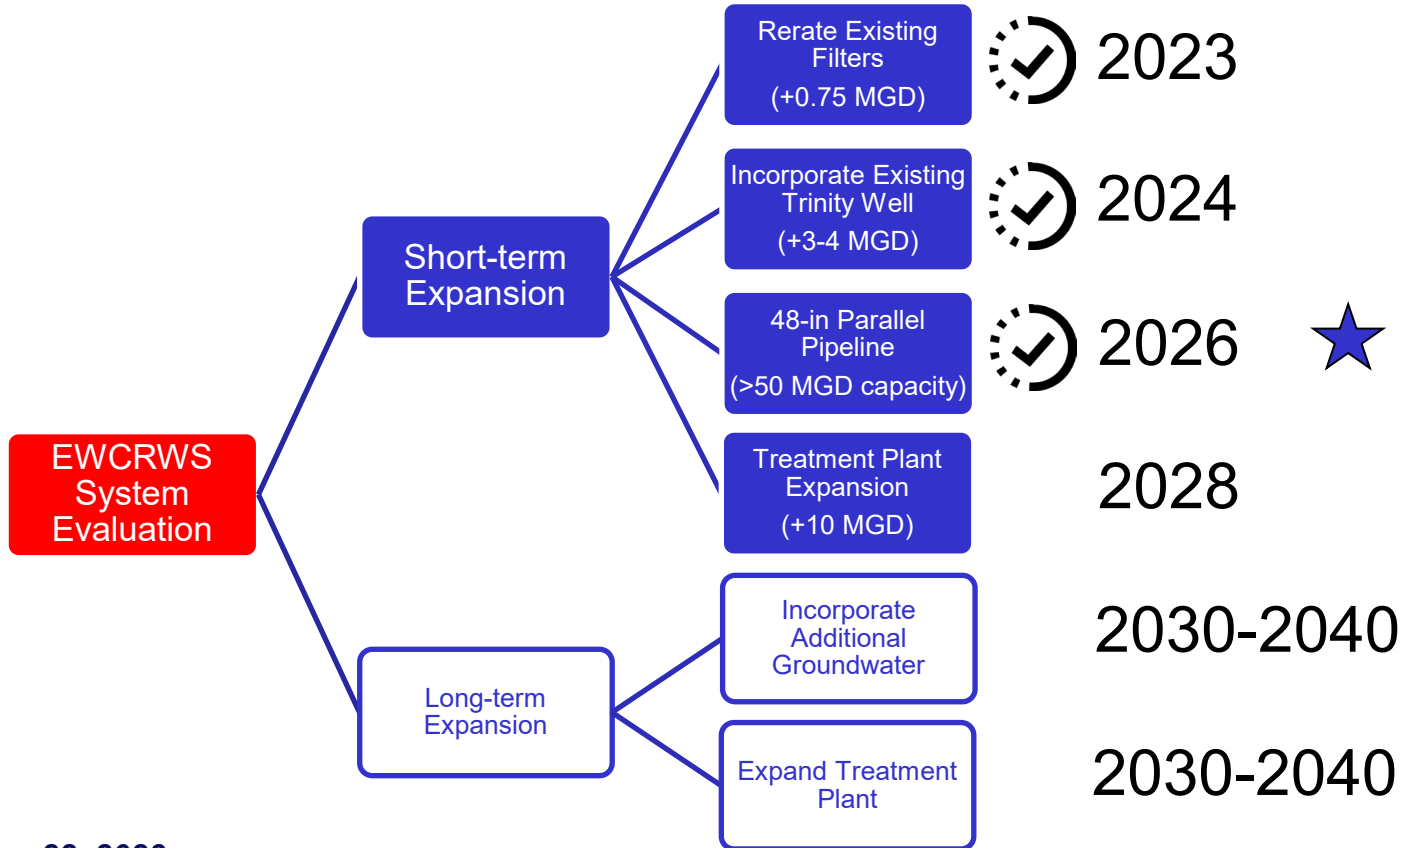 Rerate Existing
Filters
(+0.75 MGD)
2023
Incorporate Existing
Trinity Well
(+3-4 MGD)
2024
Short-term
Expansion
48-in Parallel
Pipeline
(>50 MGD capacity)
2026
EWCRWS
System
Evaluation
Treatment Plant
Expansion
(+10 MGD)
2028
Incorporate
Additional
Groundwater
2030-2040
Long-term
Expansion
Expand Treatment
Plant
2030-2040